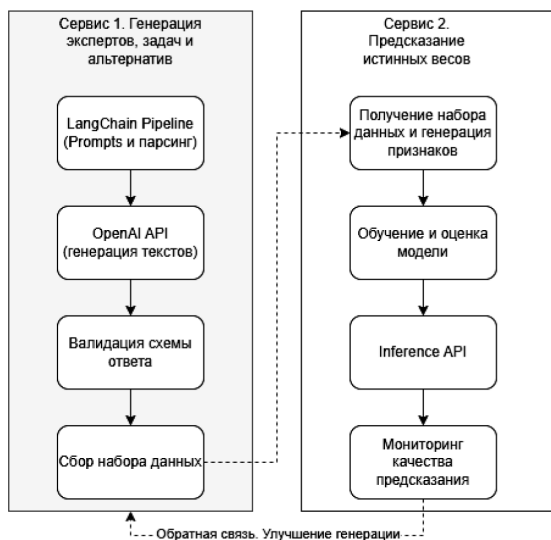 Сервис 1. Генерация
экспертов, задач и
альтернатив
LangChain Pipeline
(Prompts и парсинг)
OpenAI API
(генерация текстов)
Валидация схемы
ответа
Сбор набора данных
Сервис 2.
Предсказание
истинных весов
Получение набора
данных и генерация
признаков
Обучение и оценка
модели
Inference API
Мониторинг
качества
предсказания
Обратная связь. Улучшение генерации